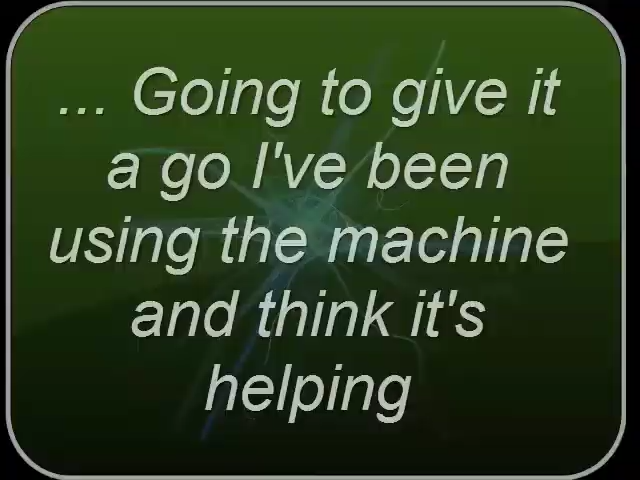 ... Going to give it
a go I've been
using the machine
and think it's
helping